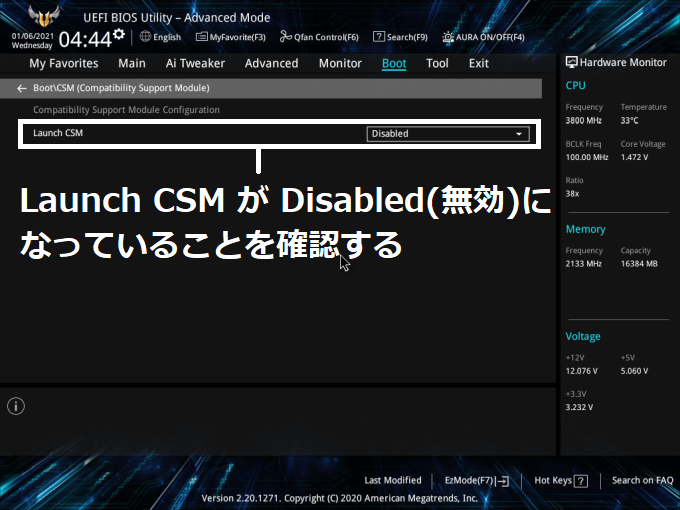 UEFI BIOS Utility – Advanced Mode
01/06/2021
Wednesday
04:44
English
MyFavorite(F3)
Qfan Control(F6)
Search(F9)
AURA ON/OFF(F4)
My Favorites
Main
Ai Tweaker
Advanced
Monitor
Boot
Tool
Exit
Hardware Monitor
Boot\CSM (Compatibility Support Module)
Compatibility Support Module Configuration
Launch CSM
Disabled
Launch CSM が Disabled(無効)に
なっていることを確認する
CPU
Frequency Temperature
3800 MHz 33°C
BCLK Freq Core Voltage
100.00 MHz 1.472 V
Ratio
38x
Memory
Frequency Capacity
2133 MHz 16384 MB
Voltage
+12V +5V
12.076 V 5.060 V
+3.3V
3.232 V
Last Modified
EzMode(F7)
Hot Keys ?
Search on FAQ
Version 2.20.1271. Copyright (C) 2020 American Megatrends, Inc.